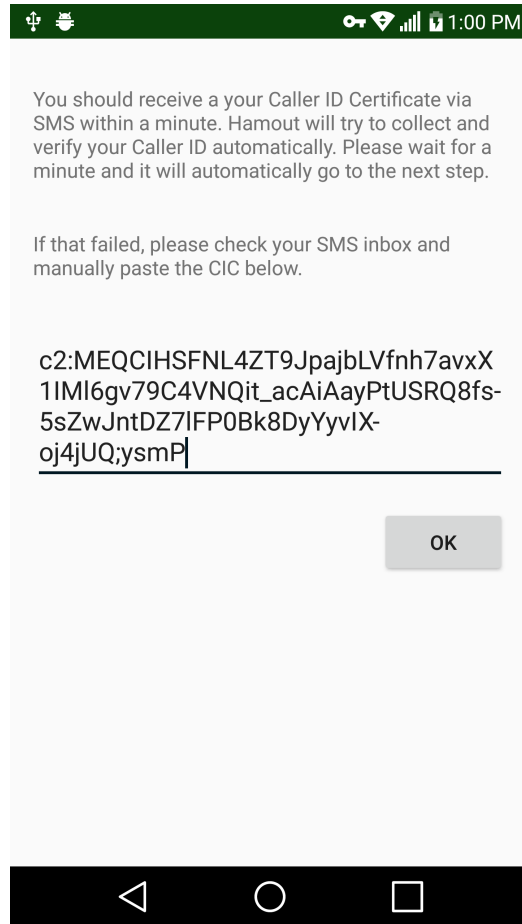 1:00 PM
You should receive a your Caller ID Certificate via
SMS within a minute. Hamout will try to collect and
verify your Caller ID automatically. Please wait for a
minute and it will automatically go to the next step.
If that failed, please check your SMS inbox and
manually paste the CIC below.
c2:MEQCIHSFNL4ZT9JpajbLVfnh7avxX
1IMl6gv79C4VNQit_acAiAayPtUSRQ8fs-
5sZwJntDZ7lFP0Bk8DyYyvIX-
oj4jUQ;ysmP
OK